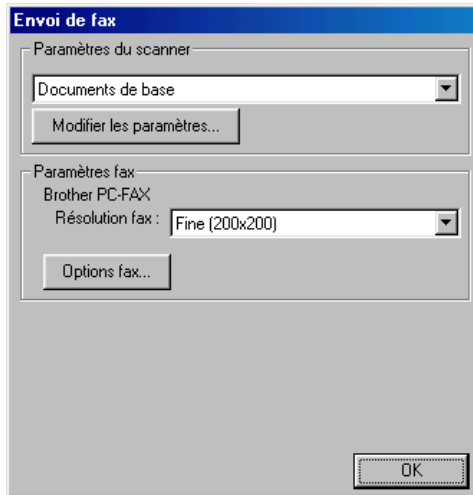 Envoi de fax
Paramètres du scanner
Documents de base
Modifier les paramètres...
Paramètres fax
Brother PC-FAX
Résolution fax : Fine (200x200)
Options fax...
OK